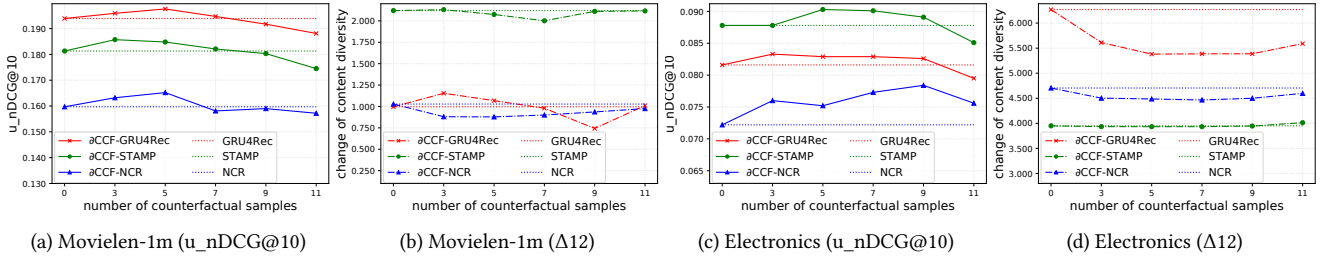 u_nDCG@10
0.190
0.180
0.170
0.160
0.150
0.140
0.130
∂CCF-GRU4Rec
∂CCF-STAMP
∂CCF-NCR
GRU4Rec
STAMP
NCR
0 3 5 7 9 11
number of counterfactual samples
(a) Movielen-1m (u_nDCG@10)
change of content diversity
2.000
1.750
1.500
1.250
1.000
0.750
0.500
0.250
∂CCF-GRU4Rec
∂CCF-STAMP
∂CCF-NCR
GRU4Rec
STAMP
NCR
0 3 5 7 9 11
number of counterfactual samples
(b) Movielen-1m (Δ12)
u_nDCG@10
0.090
0.085
0.080
0.075
0.070
0.065
∂CCF-GRU4Rec
∂CCF-STAMP
∂CCF-NCR
GRU4Rec
STAMP
NCR
0 3 5 7 9 11
number of counterfactual samples
(c) Electronics (u_nDCG@10)
change of content diversity
6.000
5.500
5.000
4.500
4.000
3.500
3.000
∂CCF-GRU4Rec
∂CCF-STAMP
∂CCF-NCR
GRU4Rec
STAMP
NCR
0 3 5 7 9 11
number of counterfactual samples
(d) Electronics (Δ12)